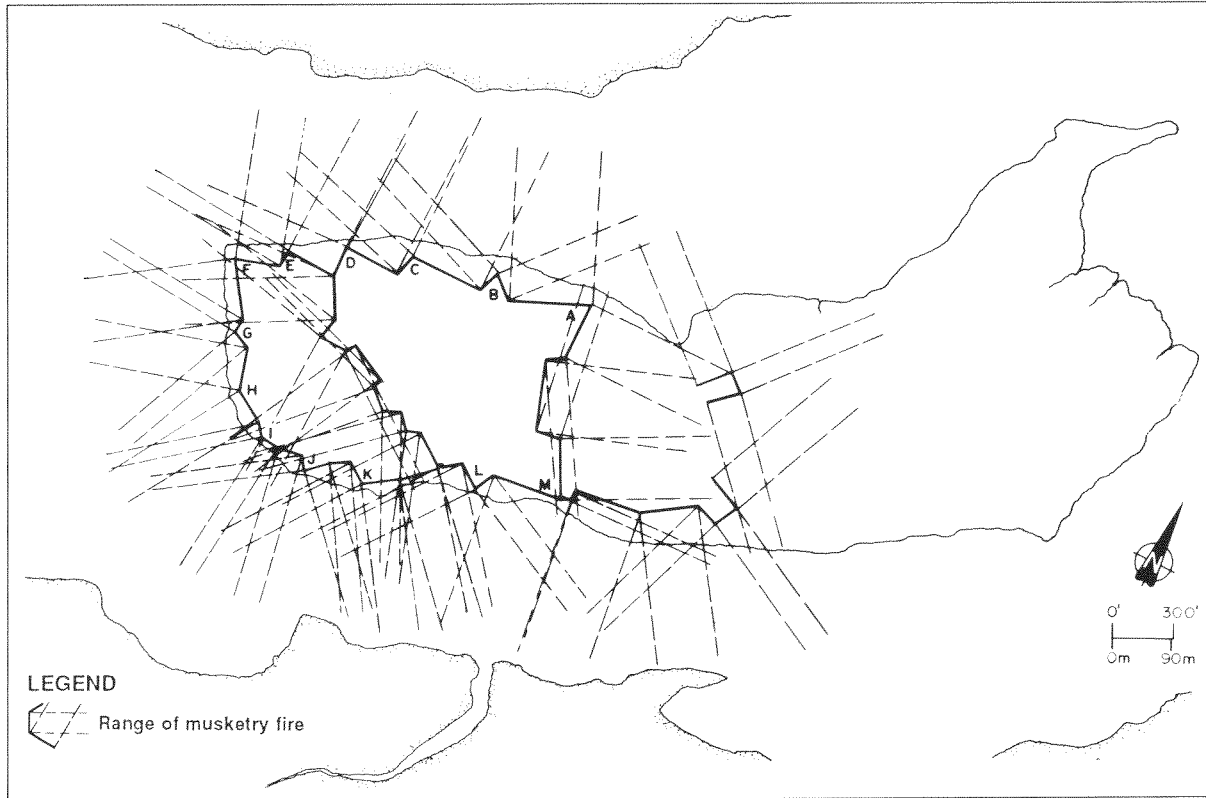 F
E
D
C
B
A
G
H
I
J
K
L
M
N
0' 300'
0m 90m
LEGEND
Range of musketry fire